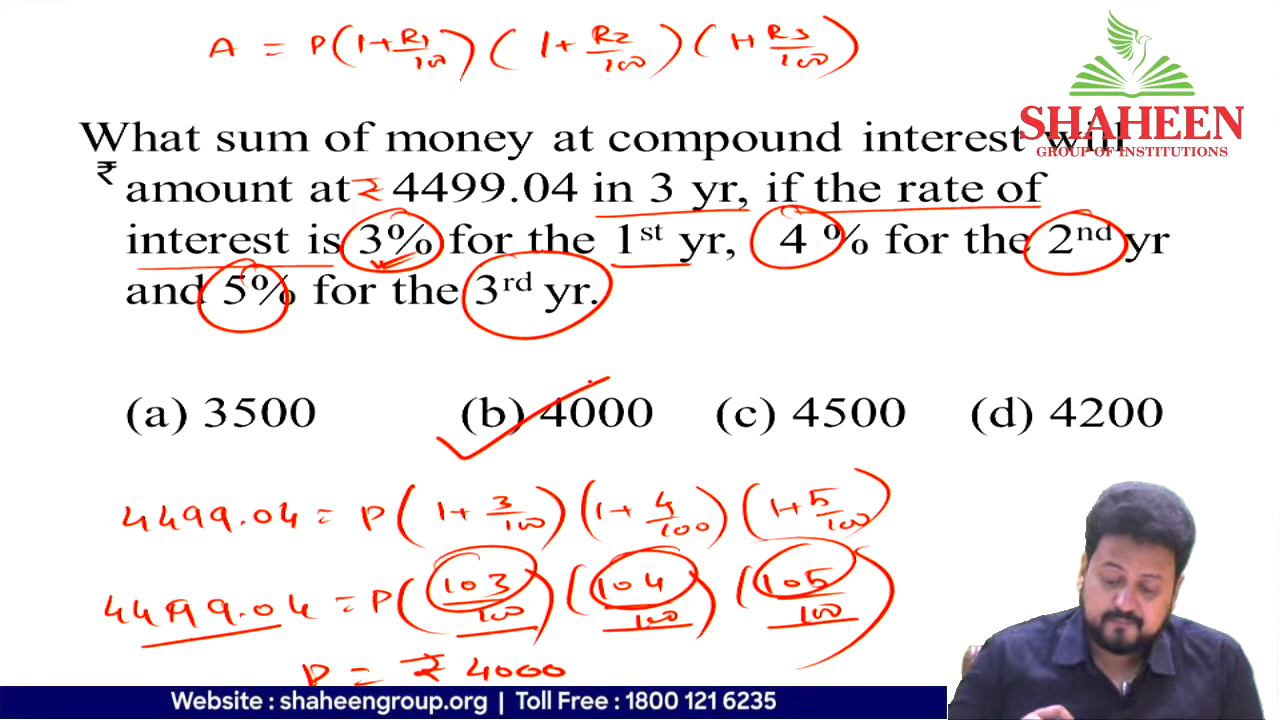 A = P(1+R1/100)(1+R2/100)(1+R3/100)
SHAHEEN
GROUP OF INSTITUTIONS
What sum of money at compound interest will
₹
amount at ₹ 4499.04 in 3 yr, if the rate of
interest is 3% for the 1st yr, 4 % for the 2nd yr
and 5% for the 3rd yr.
(a) 3500 (b) 4000 (c) 4500 (d) 4200
4499.04 = P(1+3/100)(1+4/100)(1+5/100)
4499.04 = P(103/100)(104/100)(105/100)
P = ₹ 4000
Website : shaheengroup.org | Toll Free : 1800 121 6235